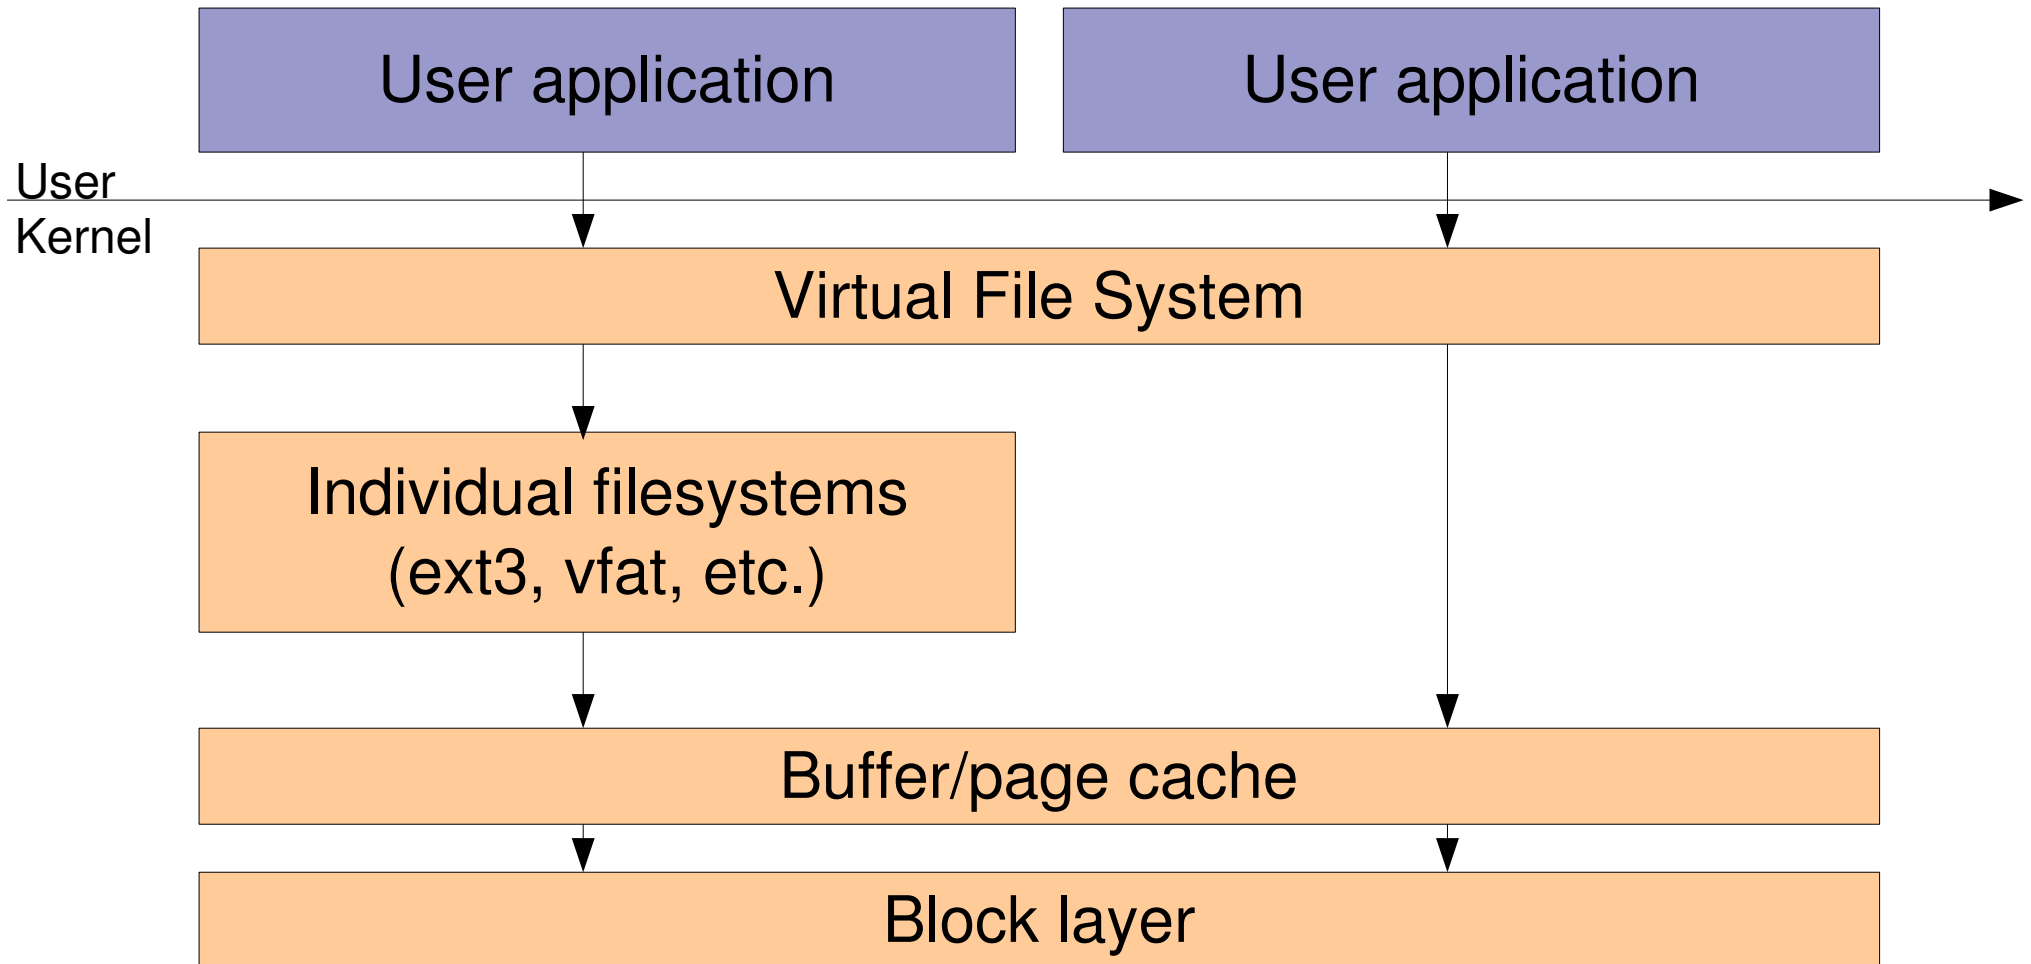 User application
User application
User
Kernel
Virtual File System
Individual filesystems
(ext3, vfat, etc.)
Buffer/page cache
Block layer